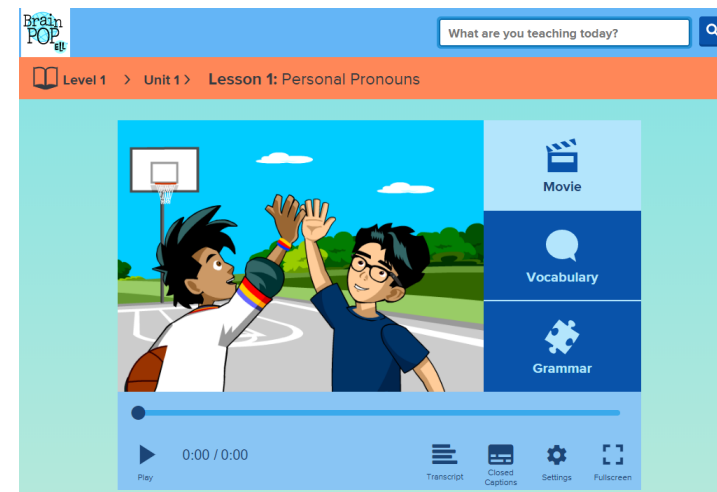 Brain
POP
ELL
What are you teaching today?
Level 1 > Unit 1 > Lesson 1: Personal Pronouns
Movie
Vocabulary
Grammar
0:00 / 0:00
Play
Transcript
Closed
Captions
Settings
Fullscreen